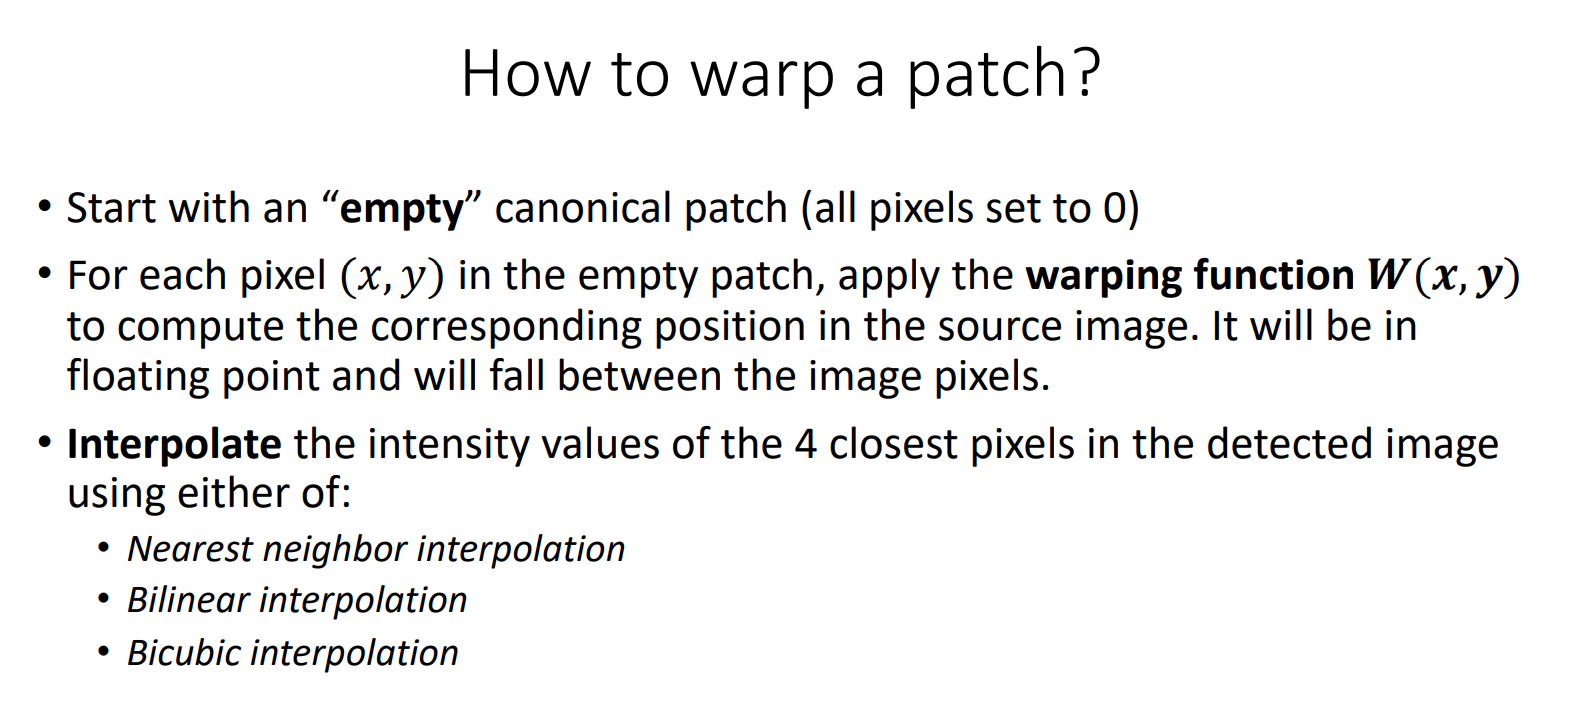 How to warp a patch?
• Start with an “empty” canonical patch (all pixels set to 0)
• For each pixel (x, y) in the empty patch, apply the warping function W(x, y)
to compute the corresponding position in the source image. It will be in
floating point and will fall between the image pixels.
• Interpolate the intensity values of the 4 closest pixels in the detected image
using either of:
• Nearest neighbor interpolation
• Bilinear interpolation
• Bicubic interpolation